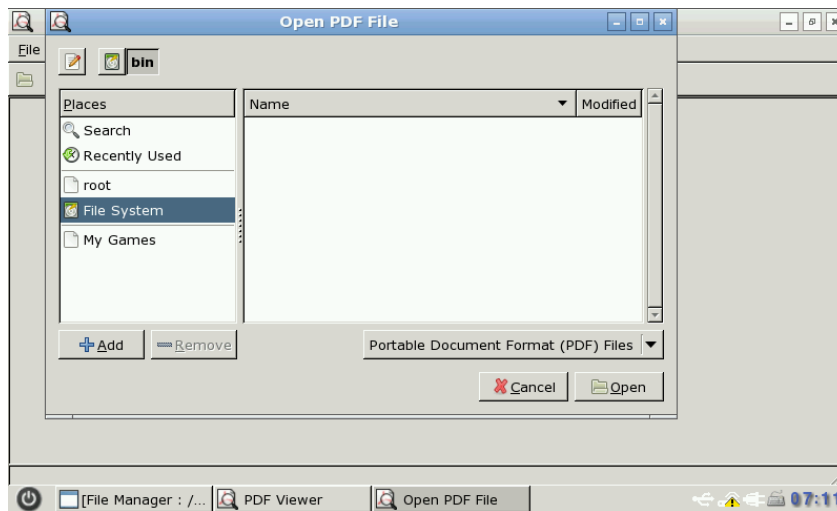 Open PDF File
File
bin
Places
Name
Modified
Search
Recently Used
root
File System
My Games
Add
Remove
Portable Document Format (PDF) Files
Cancel
Open
[File Manager : /...
PDF Viewer
Open PDF File
07:11